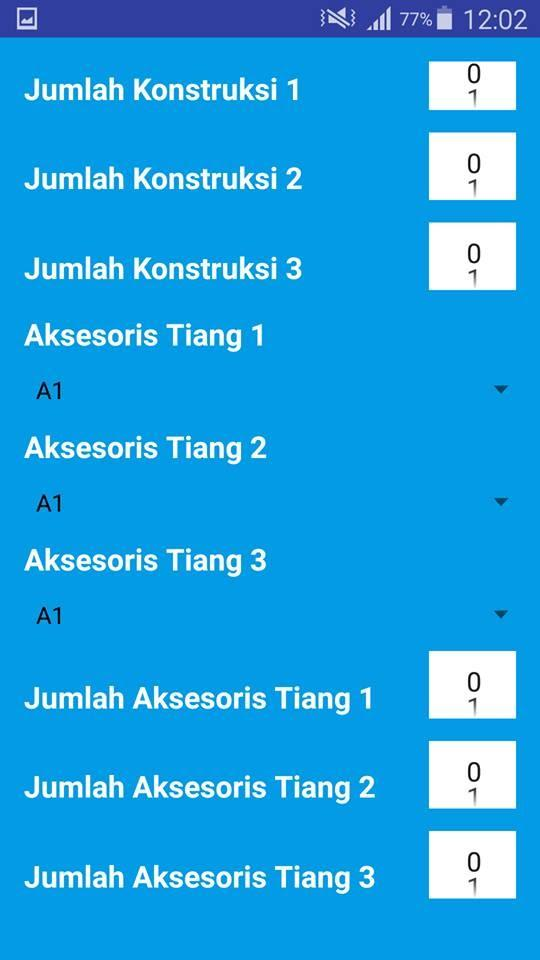 77% 12:02
Jumlah Konstruksi 1
0
1
Jumlah Konstruksi 2
0
1
Jumlah Konstruksi 3
0
1
Aksesoris Tiang 1
A1
Aksesoris Tiang 2
A1
Aksesoris Tiang 3
A1
Jumlah Aksesoris Tiang 1
0
1
Jumlah Aksesoris Tiang 2
0
1
Jumlah Aksesoris Tiang 3
0
1